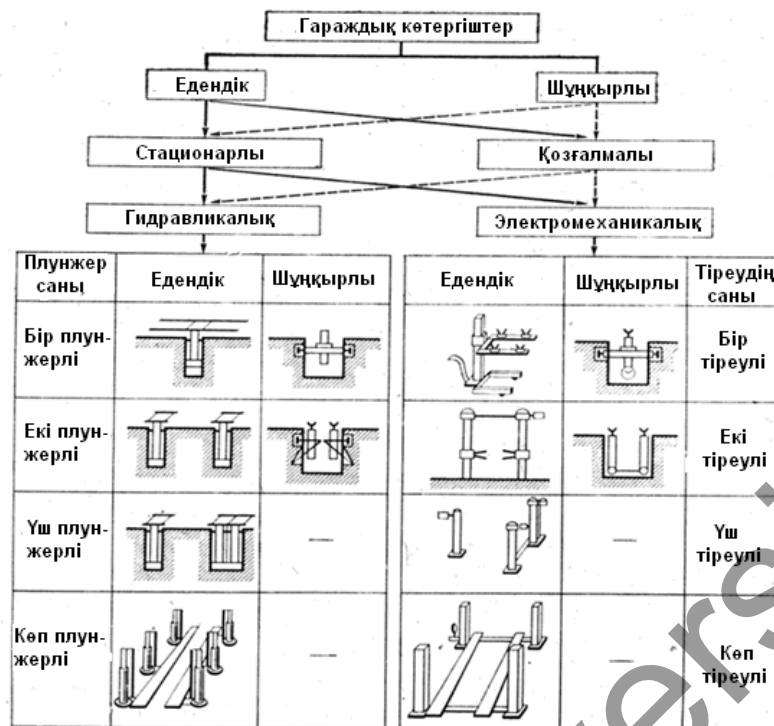 Гараждық көтергіштер
Едендік
Шұңқырлы
Стационарлы
Қозғалмалы
Гидравликалық
Электромеханикалық
Плунжер
саны
Едендік
Шұңқырлы
Едендік
Шұңқырлы
Тіреудің
саны
Бір плун-
жерлі
Бір
тіреулі
Екі плун-
жерлі
Екі
тіреулі
Үш плун-
жерлі
—
—
Үш
тіреулі
Көп плун-
жерлі
—
—
Көп
тіреулі